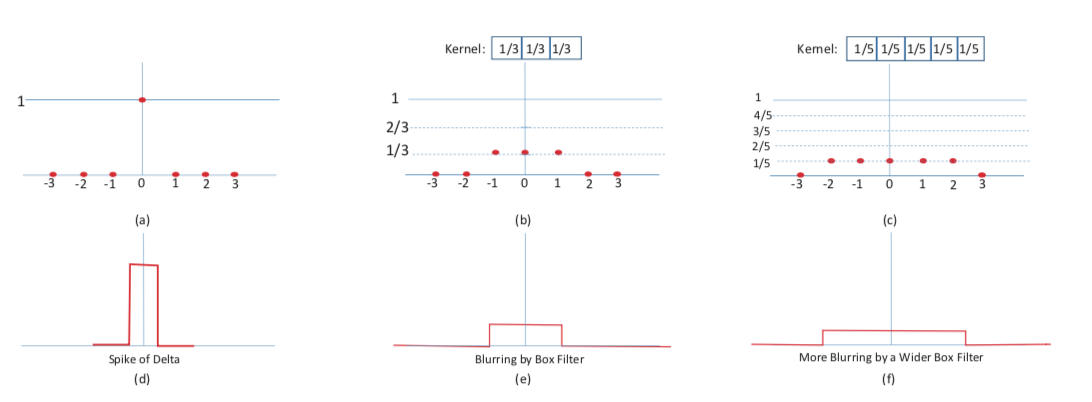 Kernel: 1/3 1/3 1/3
Kernel: 1/5 1/5 1/5 1/5 1/5
1
-3 -2 -1 0 1 2 3
(a)
1
2/3
1/3
-3 -2 -1 0 1 2 3
(b)
1
4/5
3/5
2/5
1/5
-3 -2 -1 0 1 2 3
(c)
Spike of Delta
(d)
Blurring by Box Filter
(e)
More Blurring by a Wider Box Filter
(f)